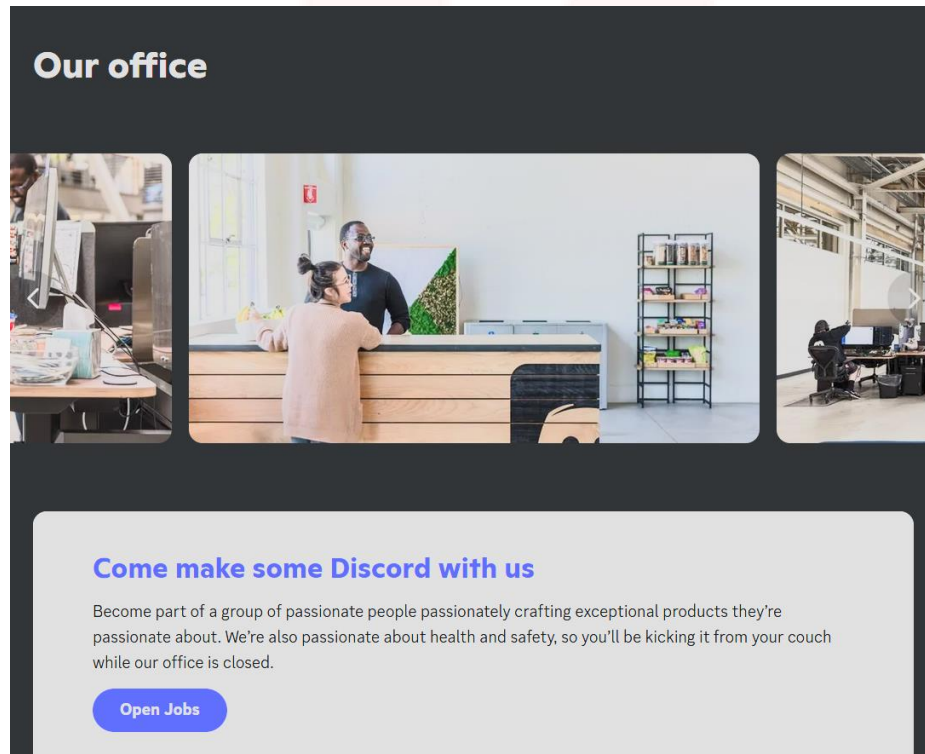 Our office
Come make some Discord with us
Become part of a group of passionate people passionately crafting exceptional products they’re
passionate about. We’re also passionate about health and safety, so you’ll be kicking it from your couch
while our office is closed.
Open Jobs